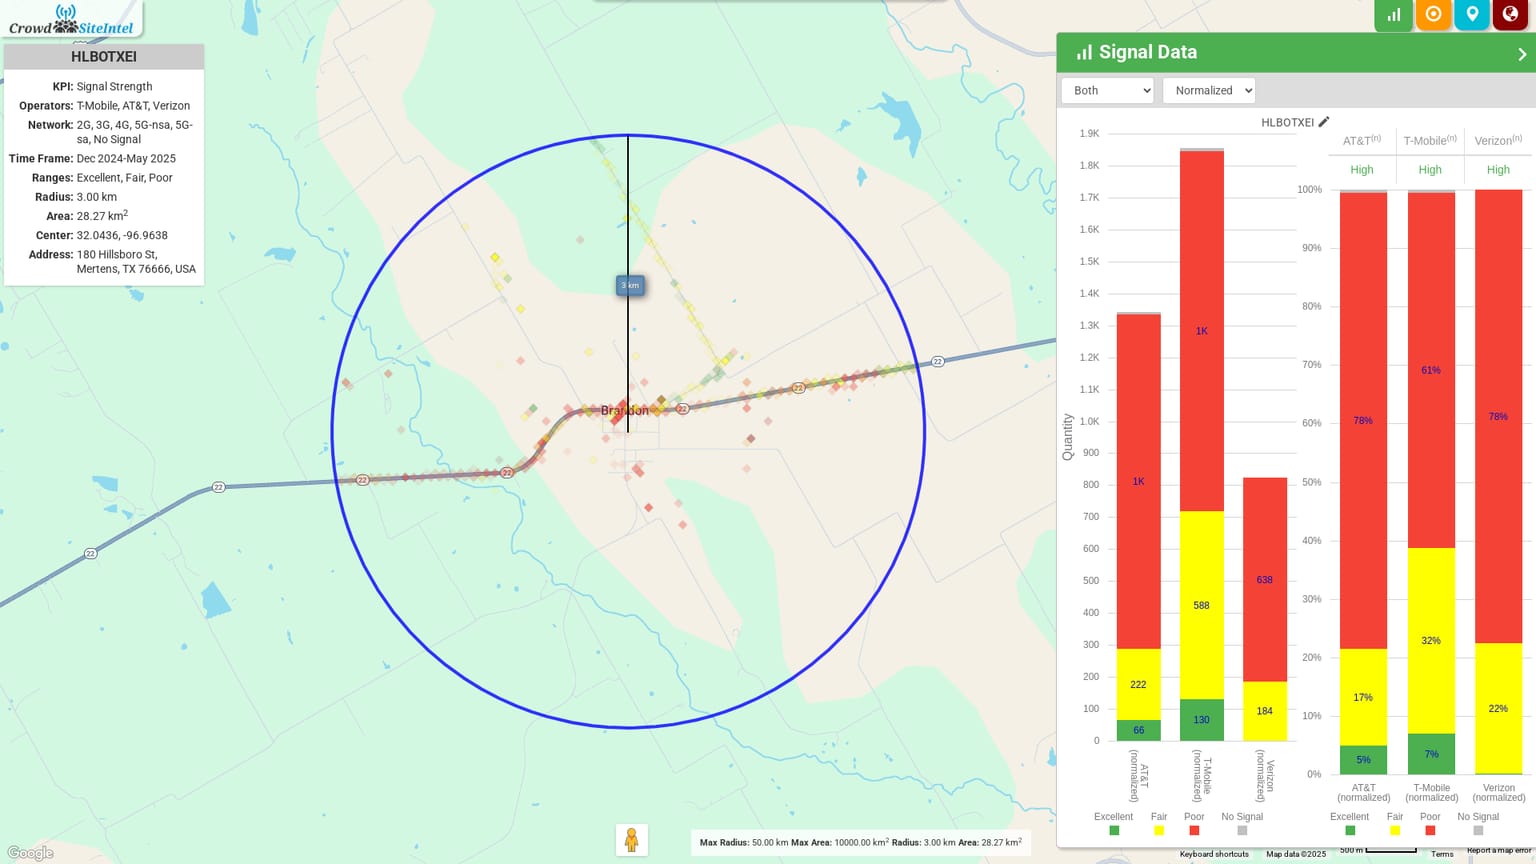 Crowd SiteIntel
HLBOTXEI
KPI: Signal Strength
Operators: T-Mobile, AT&T, Verizon
Network: 2G, 3G, 4G, 5G-nsa, 5G-
sa, No Signal
Time Frame: Dec 2024-May 2025
Ranges: Excellent, Fair, Poor
Radius: 3.00 km
Area: 28.27 km2
Center: 32.0436, -96.9638
Address: 180 Hillsboro St,
Mertens, TX 76666, USA
3 km
22
22
Brandon
22
22
22
22
22
Google
Max Radius: 50.00 km Max Area: 10000.00 km2 Radius: 3.00 km Area: 28.27 km2
Signal Data
Both
Normalized
HLBOTXEI
1.9K
1.8K
1.7K
1.6K
1.5K
1.4K
1.3K
1.2K
1.1K
1.0K
900
800
700
600
500
400
300
200
100
0
Quantity
1K
222
66
1K
588
130
638
184
AT&T
(normalized)
T-Mobile
(normalized)
Verizon
(normalized)
Excellent Fair Poor No Signal
AT&T(n) T-Mobile(n) Verizon(n)
High High High
100%
90%
80%
70%
60%
50%
40%
30%
20%
10%
0%
78%
17%
5%
61%
32%
7%
78%
22%
AT&T
(normalized)
T-Mobile
(normalized)
Verizon
(normalized)
Excellent Fair Poor No Signal
Keyboard shortcuts Map data ©2025 500 m Terms Report a map error